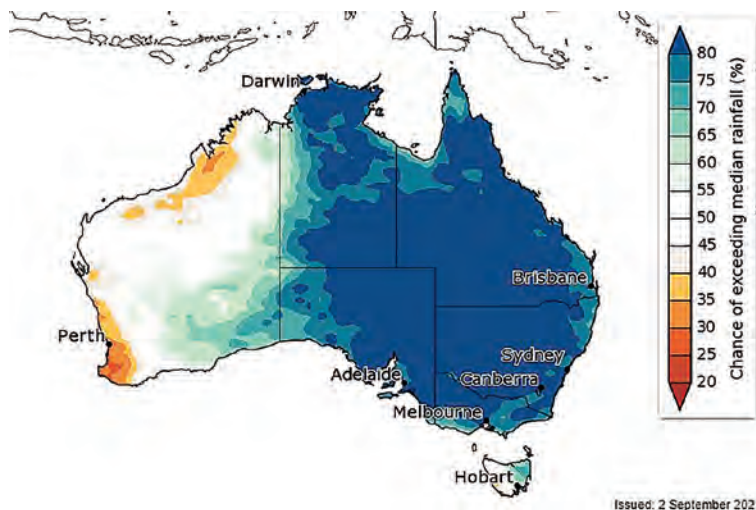 Darwin
Brisbane
Perth
Sydney
Adelaide
Canberra
Melbourne
Hobart
80
75
70
65
60
55
50
45
40
35
30
25
20
Chance of exceeding median rainfall (%)
Issued: 2 September 202